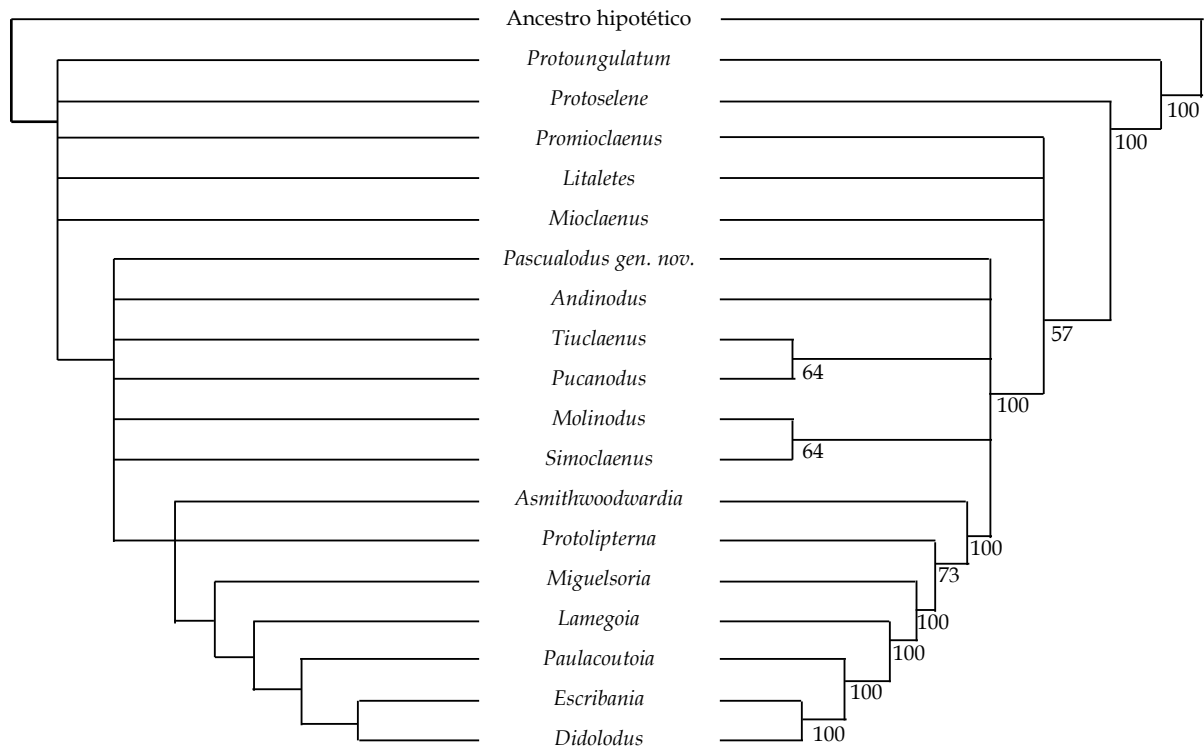 Ancestro hipotético
Protoungulatum
100
Protoselene
100
Promioclaenus
Litaletes
Mioclaenus
Pascualodus gen. nov.
Andinodus
Tiuclaenus
57
64
Pucanodus
100
Molinodus
64
Simoclaenus
Asmithwoodwardia
Protolipterna
100
73
Miguelsoria
100
Lamegoia
100
Paulacoutoia
100
Escribania
100
Didolodus